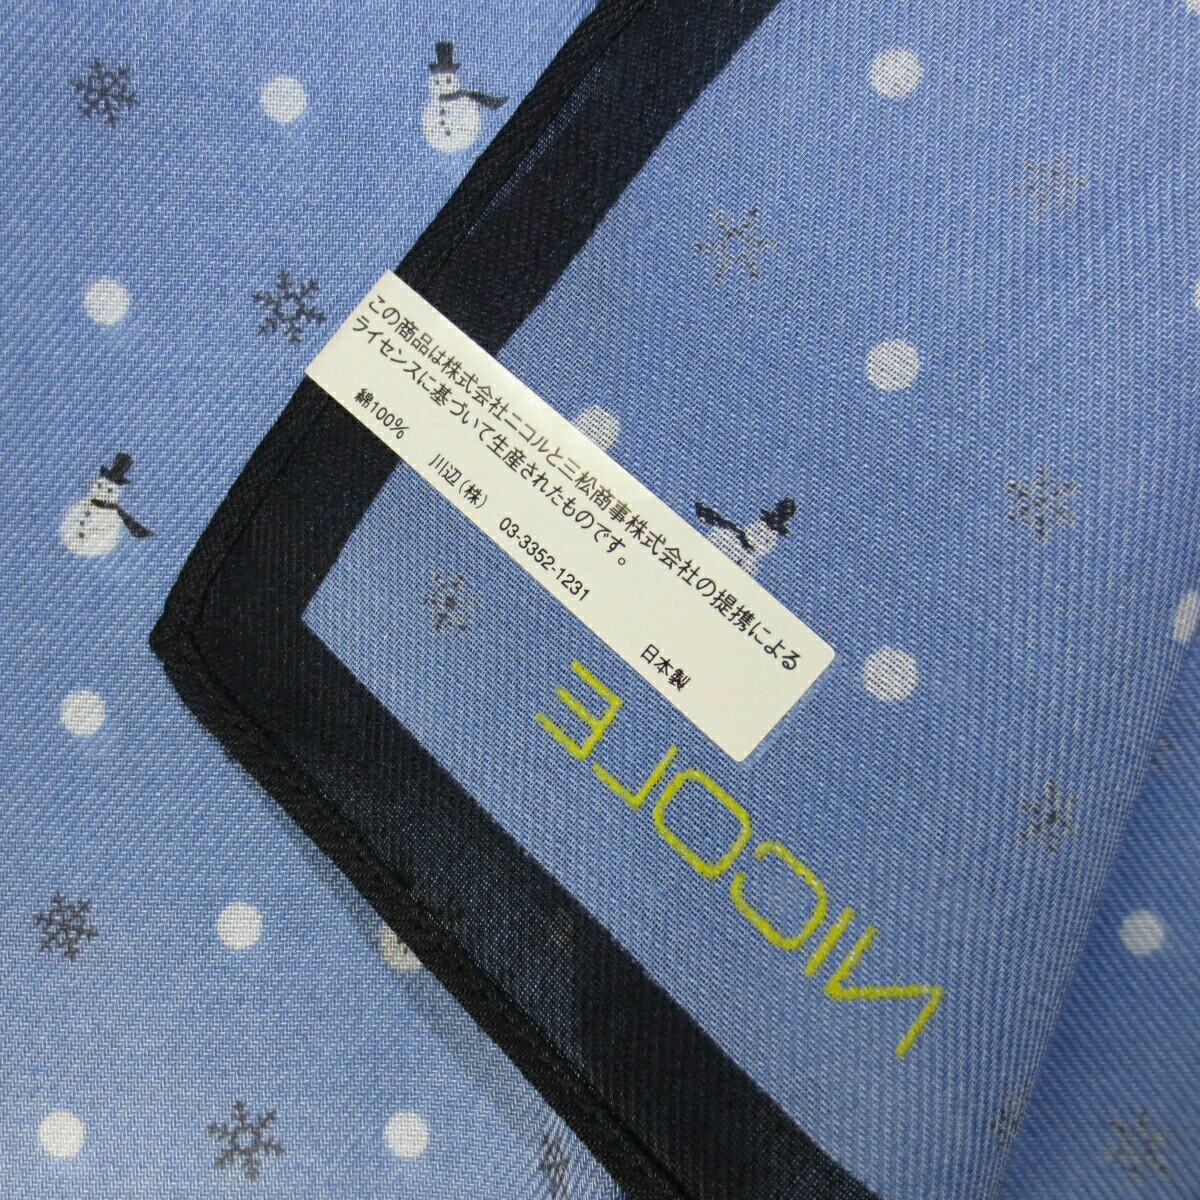 この商品は株式会社ニコルと三松商事株式会社の提携による
ライセンスに基づいて生産されたものです。
綿100% 川辺(株) 03-3352-1231 日本製
NICOLE